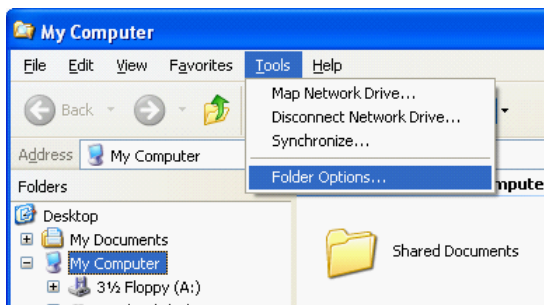 My Computer
File Edit View Favorites Tools Help
Map Network Drive...
Disconnect Network Drive...
Synchronize...
Folder Options...
Back
Address My Computer
Folders
Desktop
My Documents
My Computer
3½ Floppy (A:)
Shared Documents